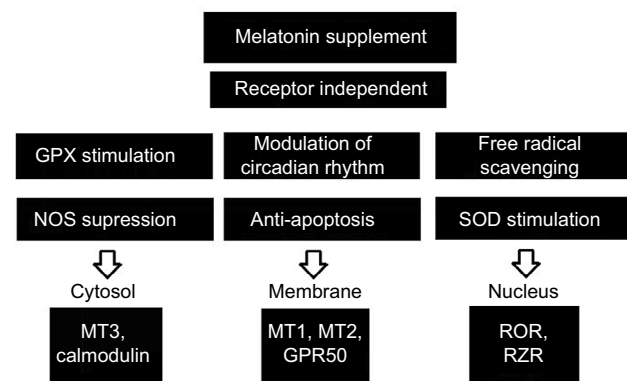 Melatonin supplement
Receptor independent
GPX stimulation
Modulation of
circadian rhythm
Free radical
scavenging
NOS supression
Anti-apoptosis
SOD stimulation
Cytosol
Membrane
Nucleus
MT3,
calmodulin
MT1, MT2,
GPR50
ROR,
RZR